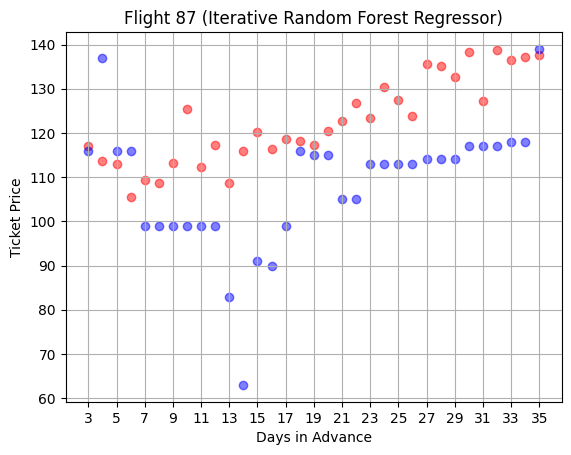 Flight 87 (Iterative Random Forest Regressor)
Ticket Price
140
130
120
110
100
90
80
70
60
3 5 7 9 11 13 15 17 19 21 23 25 27 29 31 33 35
Days in Advance